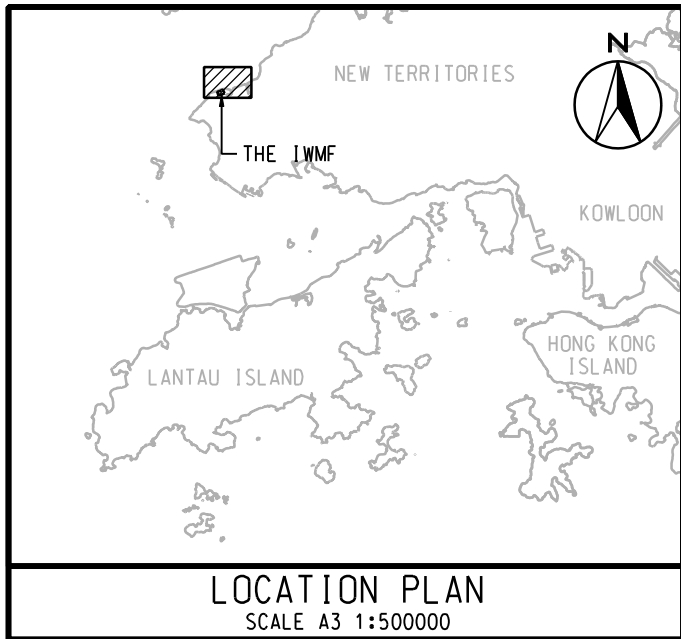 N
NEW TERRITORIES
THE IWMF
KOWLOON
HONG KONG
ISLAND
LANTAU ISLAND
LOCATION PLAN
SCALE A3 1:500000